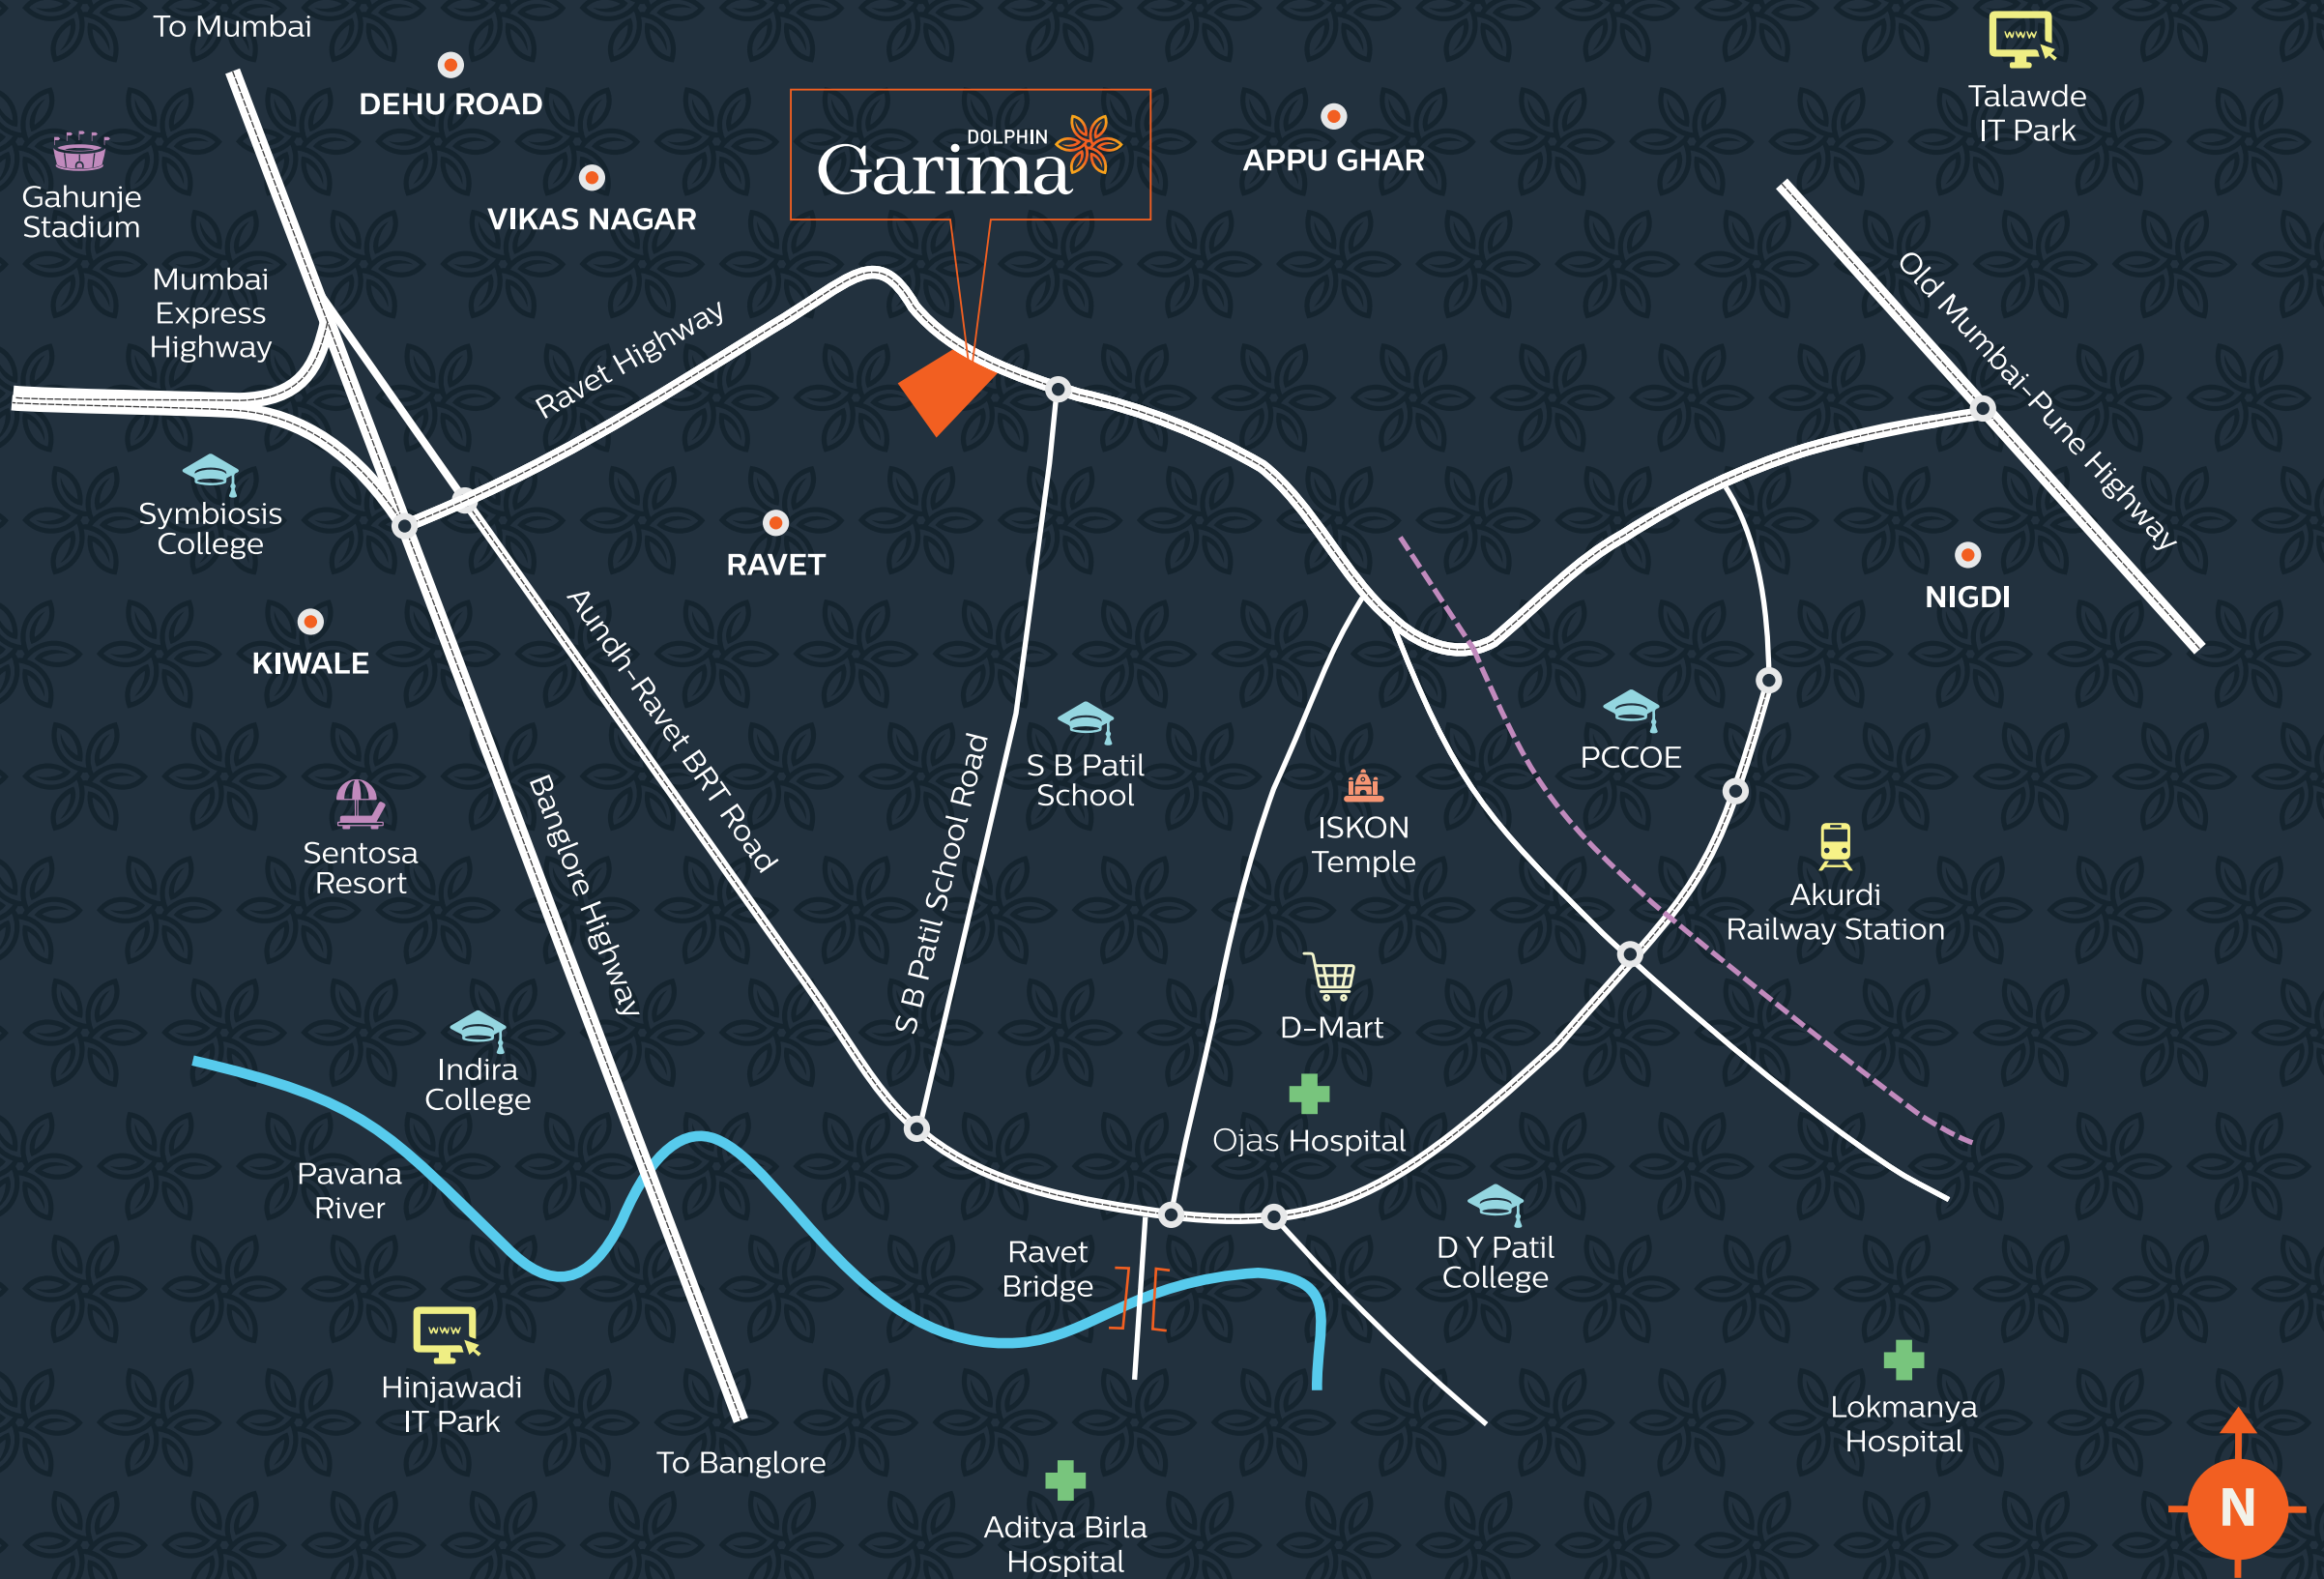 To Mumbai
DEHU ROAD
VIKAS NAGAR
DOLPHIN
Garima
APPU GHAR
www
Talawde
IT Park
Gahunje
Stadium
Mumbai
Express
Highway
Ravet Highway
Old Mumbai-Pune Highway
Symbiosis
College
RAVET
NIGDI
KIWALE
Aundh-Ravet BRT Road
Banglore Highway
S B Patil School Road
S B Patil
School
PCCOE
ISKON
Temple
Sentosa
Resort
Akurdi
Railway Station
D-Mart
Indira
College
Ojas Hospital
Pavana
River
Ravet
Bridge
D Y Patil
College
www
Hinjawadi
IT Park
To Banglore
Lokmanya
Hospital
Aditya Birla
Hospital
N